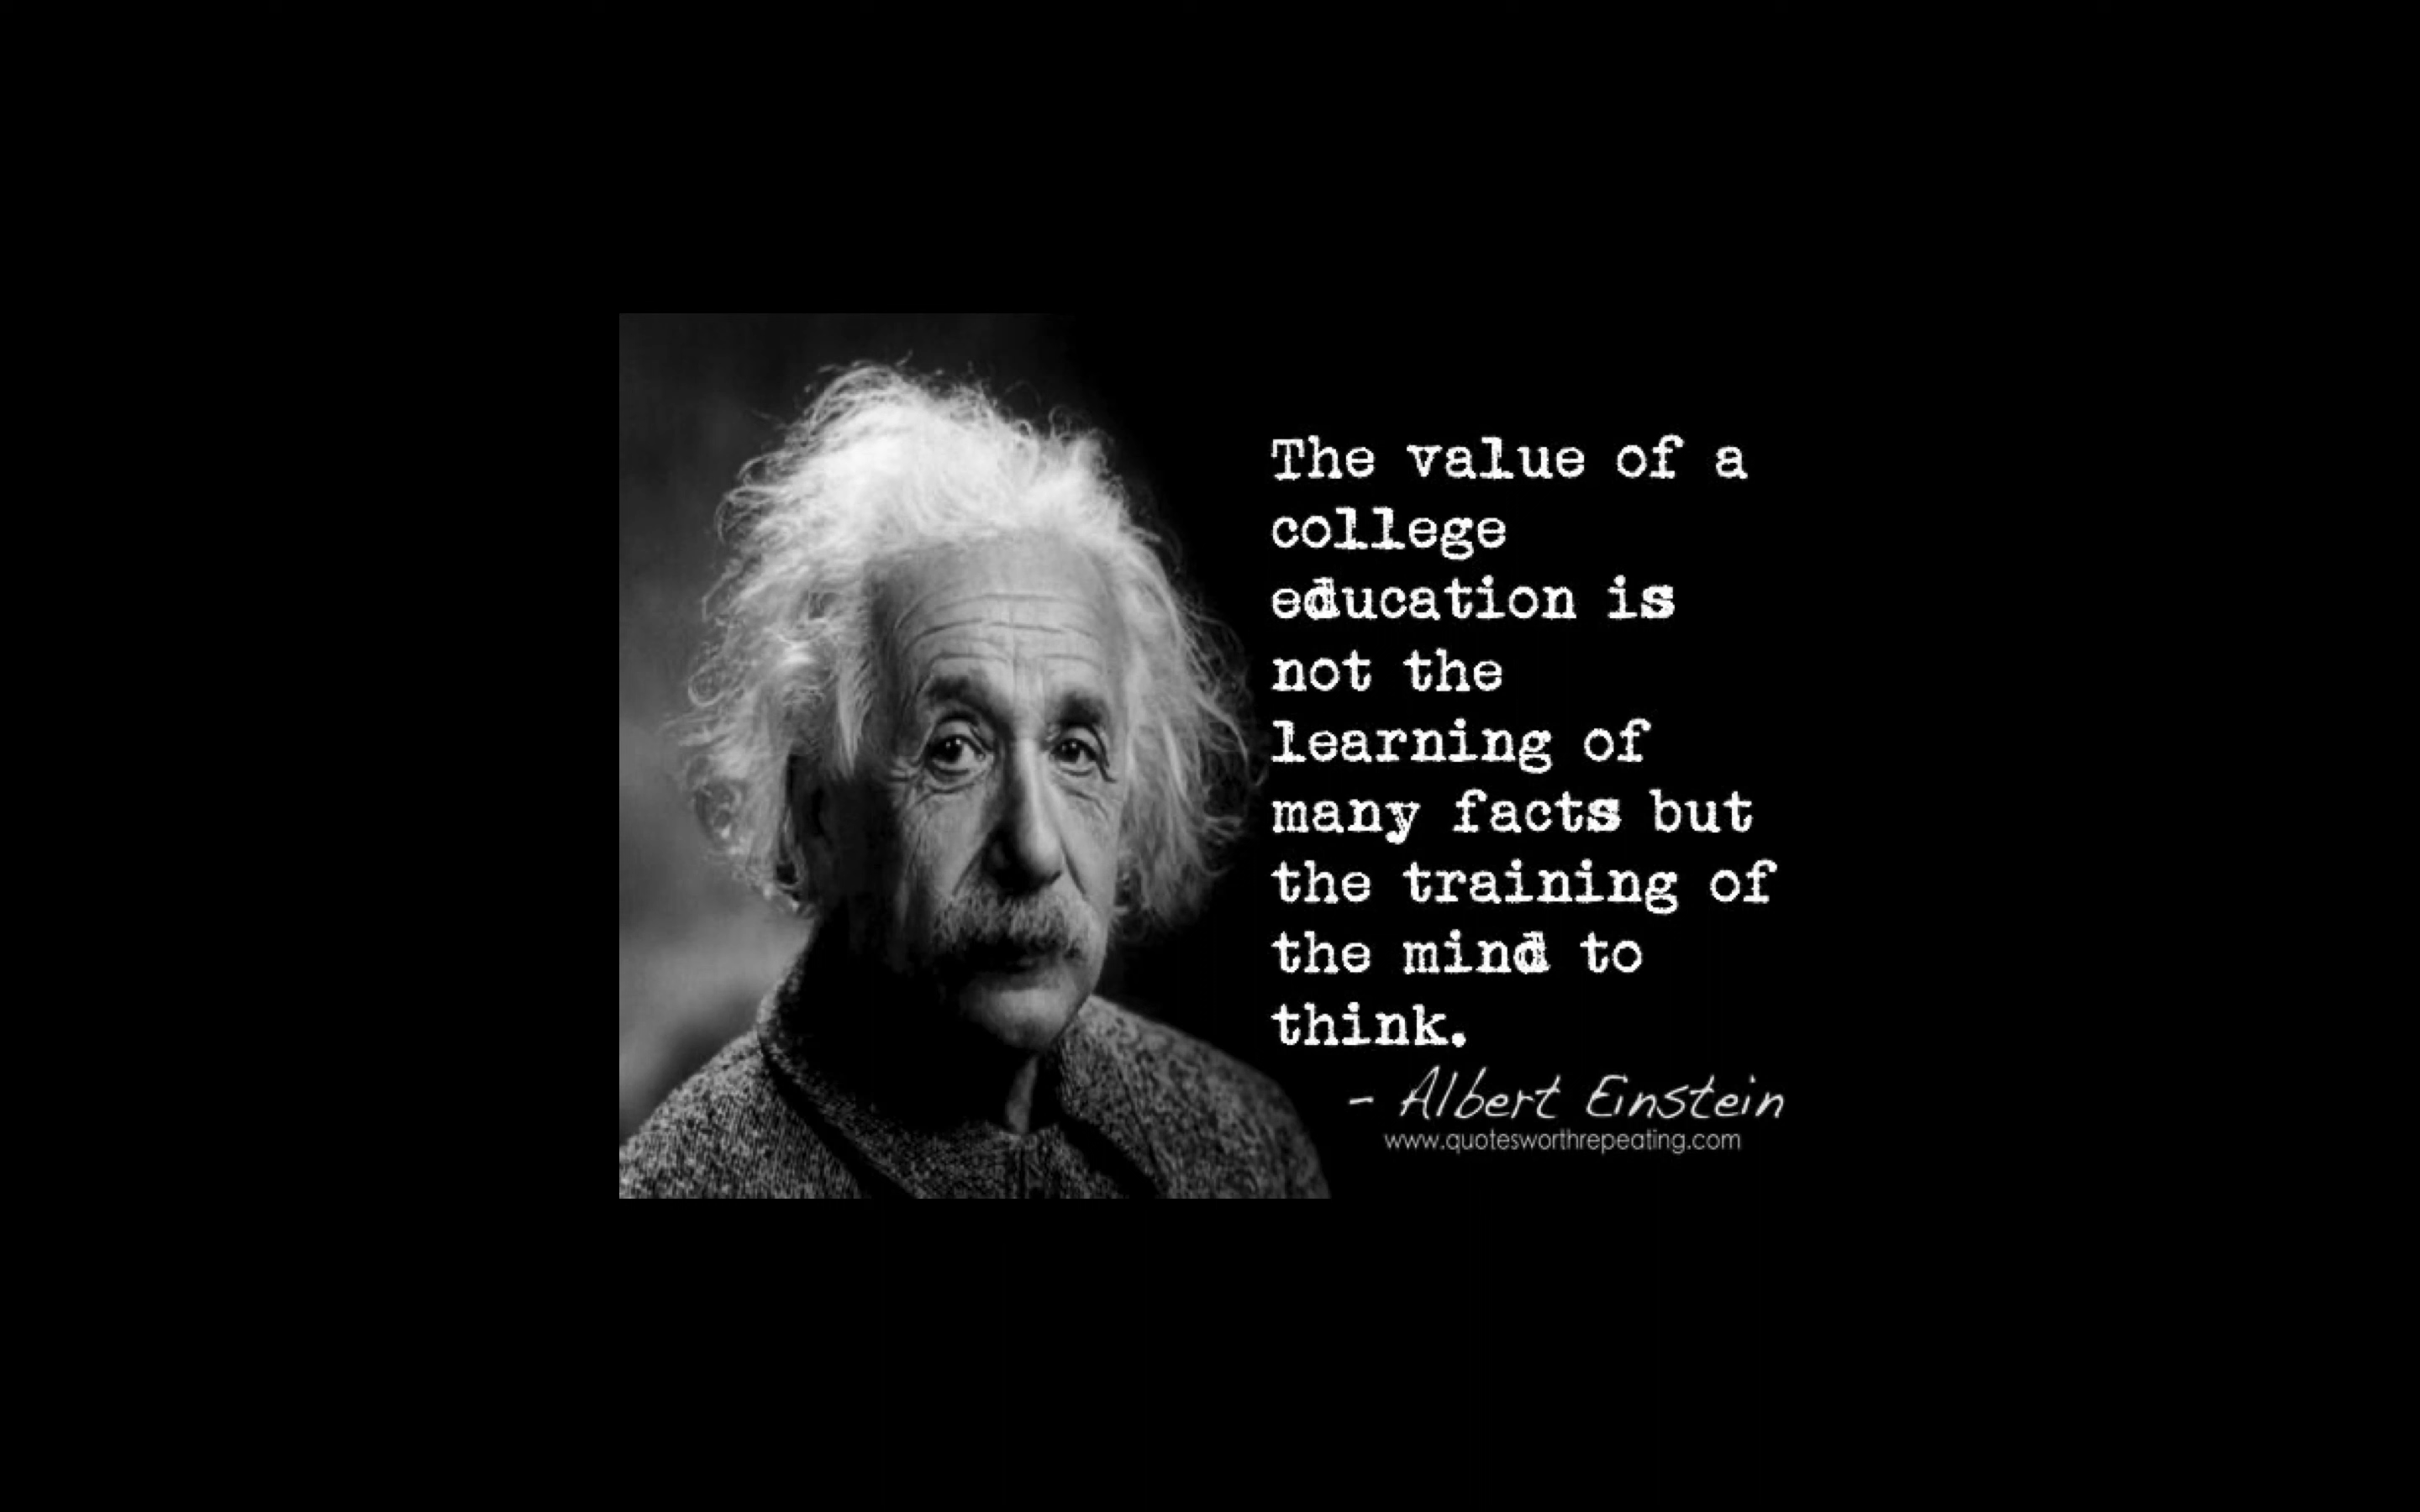 The value of a
college
education is
not the
learning of
many facts but
the training of
the mind to
think.
- Albert Einstein
www.quotesworthrepeating.com